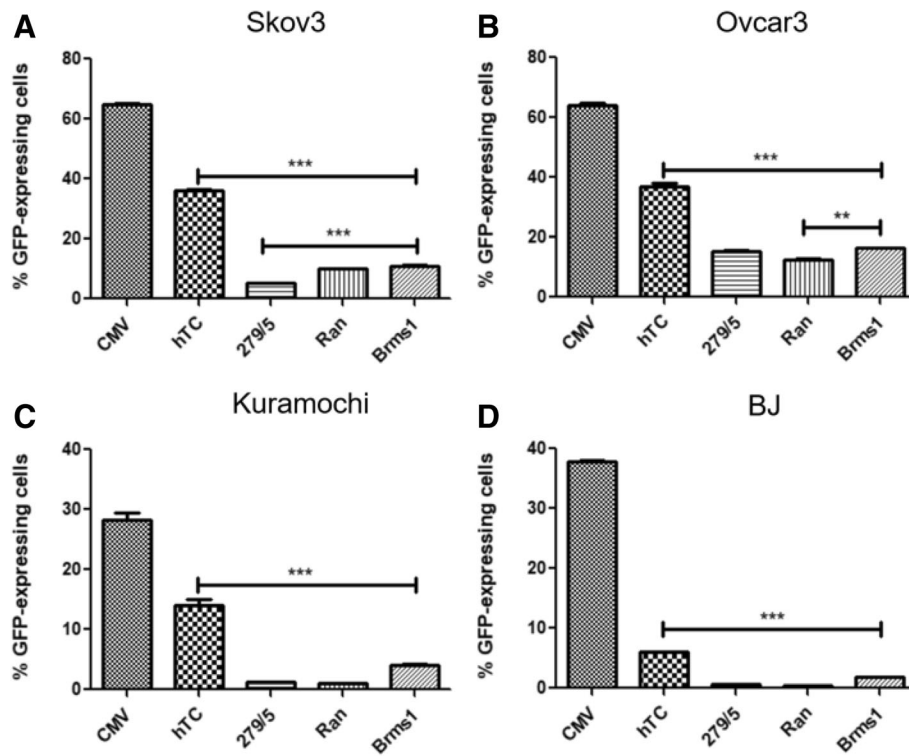 A
Skov3
% GFP-expressing cells
80
60
40
20
0
***
***
CMV
hTC
279/5
Ran
Brms1
B
Ovcar3
% GFP-expressing cells
80
60
40
20
0
***
**
CMV
hTC
279/5
Ran
Brms1
C
Kuramochi
% GFP-expressing cells
40
30
20
10
0
***
CMV
hTC
279/5
Ran
Brms1
D
BJ
% GFP-expressing cells
40
30
20
10
0
***
CMV
hTC
279/5
Ran
Brms1